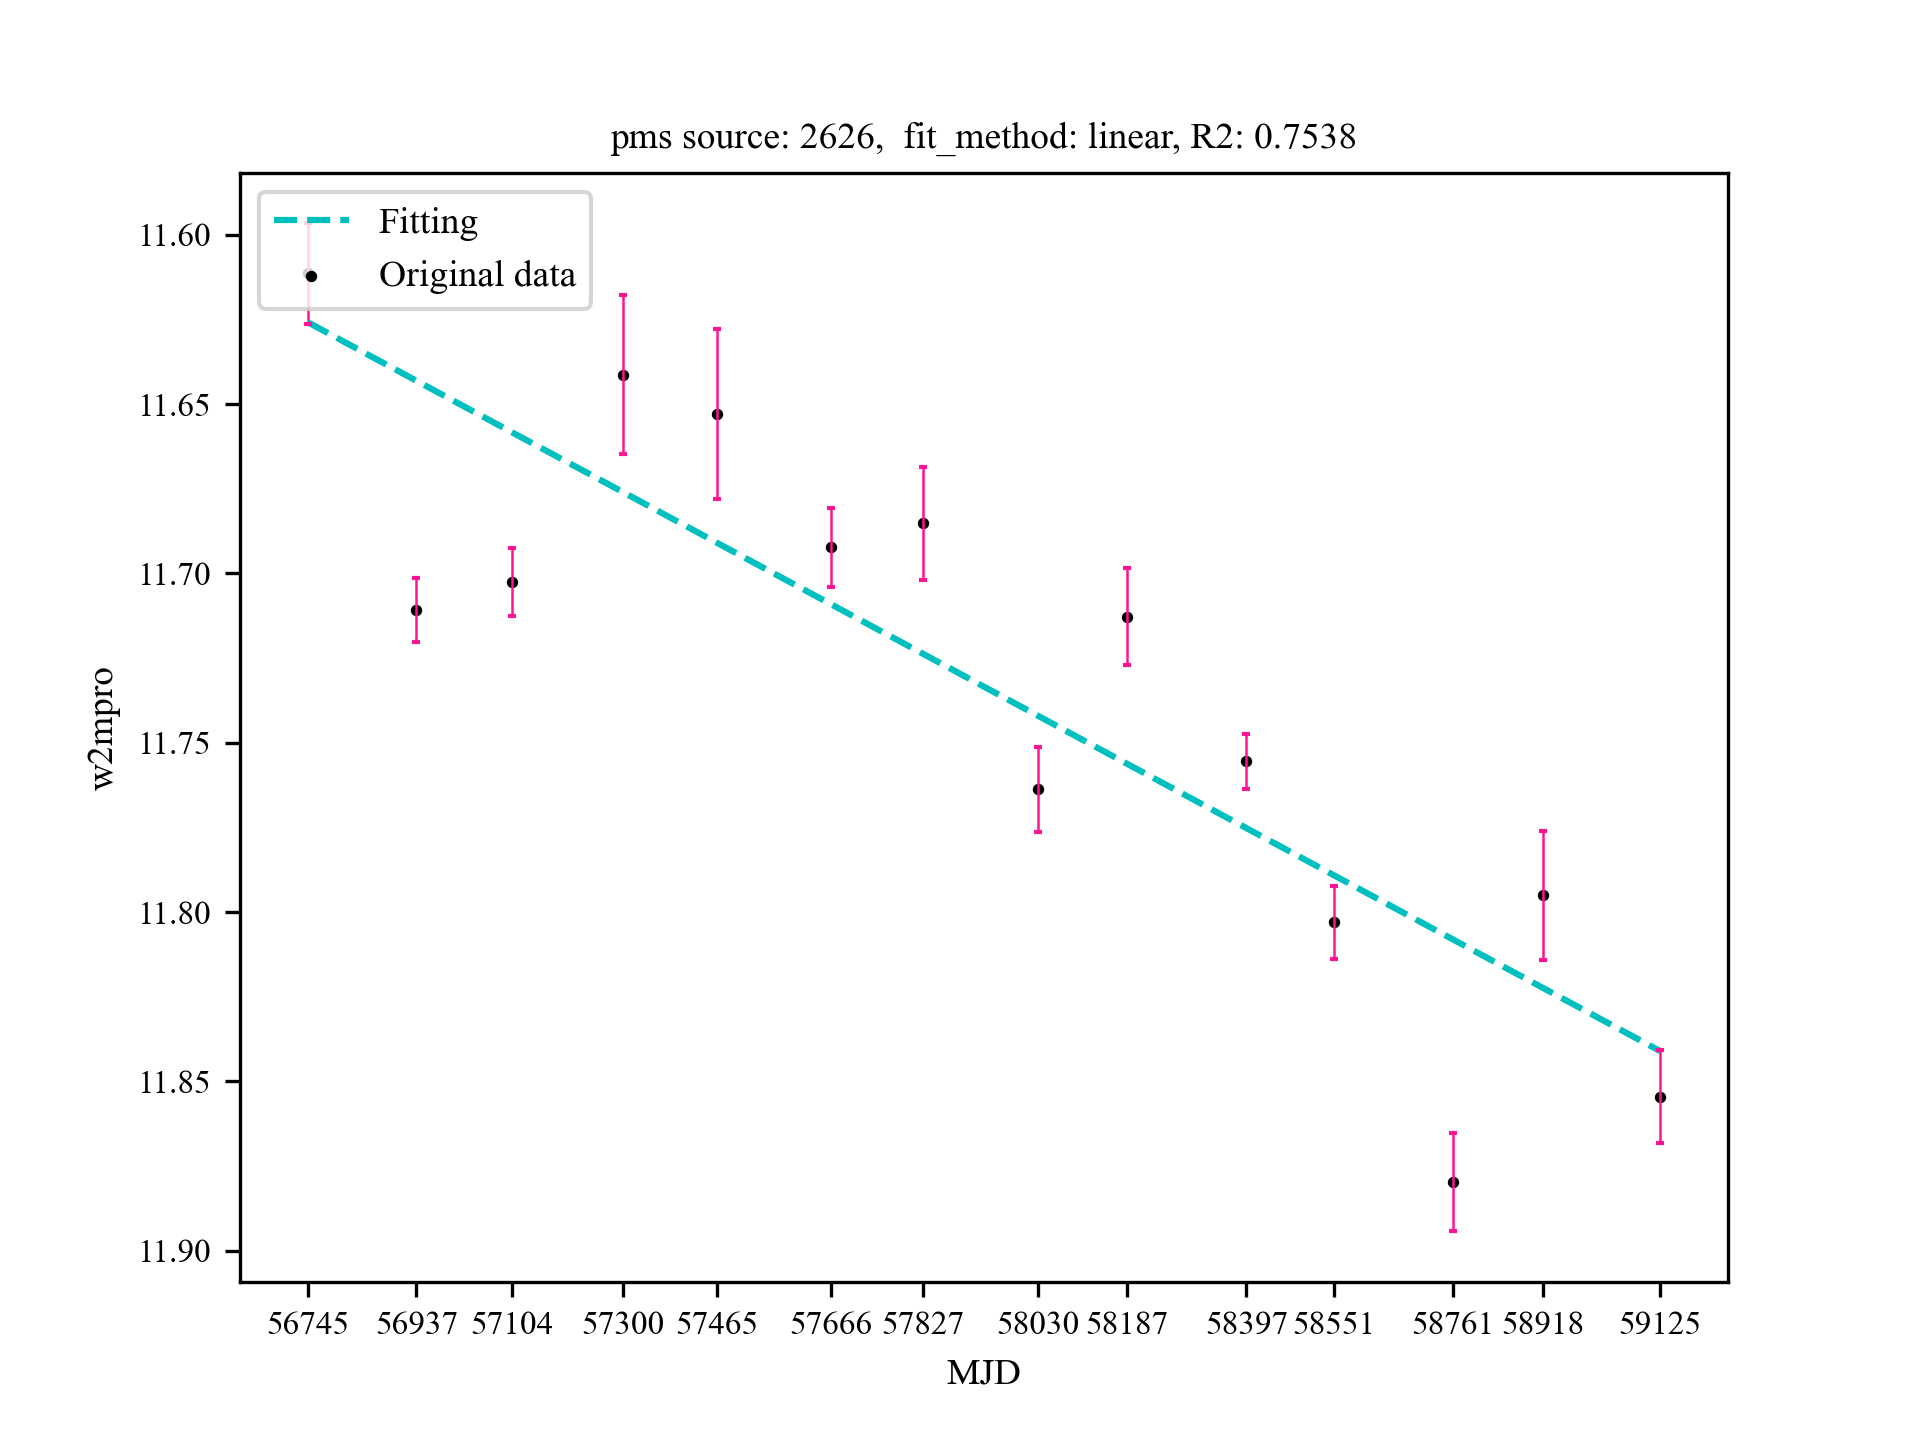 pms source: 2626,  fit_method: linear, R2: 0.7538
Fitting
Original data
11.60
11.65
11.70
11.75
11.80
11.85
11.90
w2mpro
56745 56937 57104 57300 57465 57666 57827 58030 58187 58397 58551 58761 58918 59125
MJD